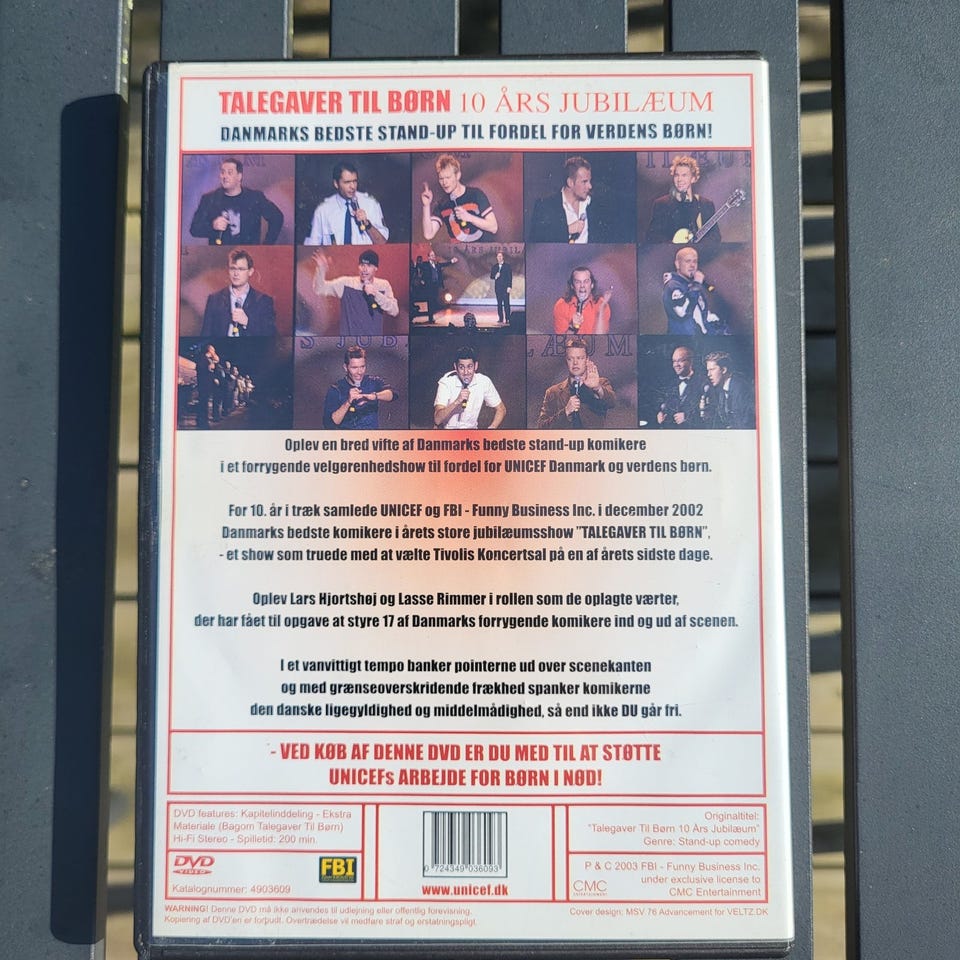 TALEGAVER TIL BØRN 10 ÅRS JUBILÆUM
DANMARKS BEDSTE STAND-UP TIL FORDEL FOR VERDENS BØRN!
Oplev en bred vifte af Danmarks bedste stand-up komikere
i et forrygende velgørenhedshow til fordel for UNICEF Danmark og verdens børn.
For 10. år i træk samlede UNICEF og FBI - Funny Business Inc. i december 2002
Danmarks bedste komikere i årets store jubilæumsshow "TALEGAVER TIL BØRN",
- et show som truede med at vælte Tivolis Koncertsal på en af årets sidste dage.
Oplev Lars Hjortshøj og Lasse Rimmer i rollen som de oplagte værter,
der har fået til opgave at styre 17 af Danmarks forrygende komikere ind og ud af scenen.
I et vanvittigt tempo banker pointerne ud over scenekanten
og med grænseoverskridende frækhed spanker komikerne
den danske ligegyldighed og middelmådighed, så end ikke DU går fri.
- VED KØB AF DENNE DVD ER DU MED TIL AT STØTTE
UNICEFs ARBEJDE FOR BØRN I NØD!
DVD features: Kapitelinddeling - Ekstra
Materiale (Bagom Talegaver Til Børn)
Hi-Fi Stereo - Spilletid: 200 min.
DVD
VIDEO
FBI
Katalognummer: 4903609
0 724349 036093
www.unicef.dk
Originaltitel:
"Talegaver Til Børn 10 Års Jubilæum"
Genre: Stand-up comedy
P & C 2003 FBI - Funny Business Inc.
under exclusive license to
CMC Entertainment
CMC
ENTERTAINMENT
WARNING! Denne DVD må ikke anvendes til udlejning eller offentlig forevisning.
Kopiering af DVD'en er forbudt. Overtrædelse vil medføre straf og erstatningspligt.
Cover design: MSV 76 Advancement for VELTZ.DK